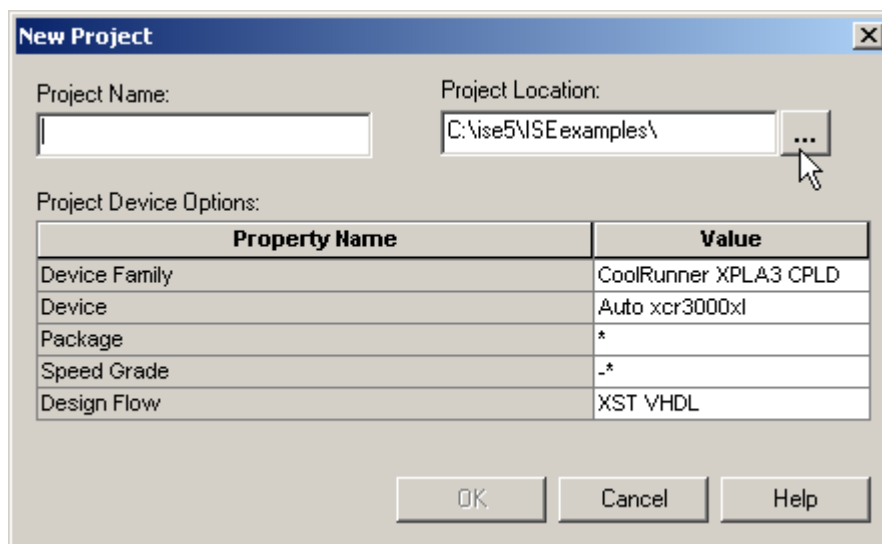 New Project
Project Name:
Project Location:
C:\ise5\ISEexamples\
...
Project Device Options:
Property Name Value
Device Family CoolRunner XPLA3 CPLD
Device Auto xcr3000xl
Package *
Speed Grade -*
Design Flow XST VHDL
OK Cancel Help